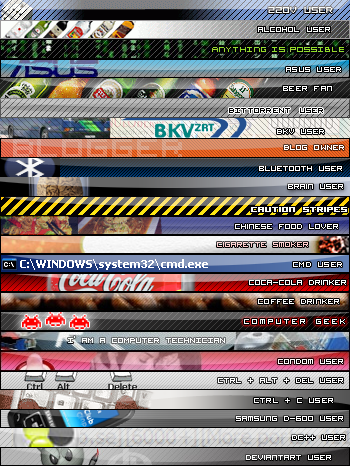 220V USER
ALCOHOL USER
ANYTHING IS POSSIBLE
ASUS
ASUS USER
BEER FAN
BITTORRENT USER
BKV ZRT
BKV USER
BLOGGER
BLOG OWNER
BLUETOOTH USER
BRAIN USER
CAUTION STRIPES
CHINESE FOOD LOVER
CIGARETTE SMOKER
C:\ C:\WINDOWS\system32\cmd.exe
CMD USER
Coca-Cola
COCA-COLA DRINKER
COFFEE DRINKER
COMPUTER GEEK
I AM A COMPUTER TECHNICIAN
CONDOM USER
Ctrl Alt Delete
CTRL + ALT + DEL USER
CTRL + C USER
SAMSUNG D-600 USER
DC++ USER
DEVIANTART USER